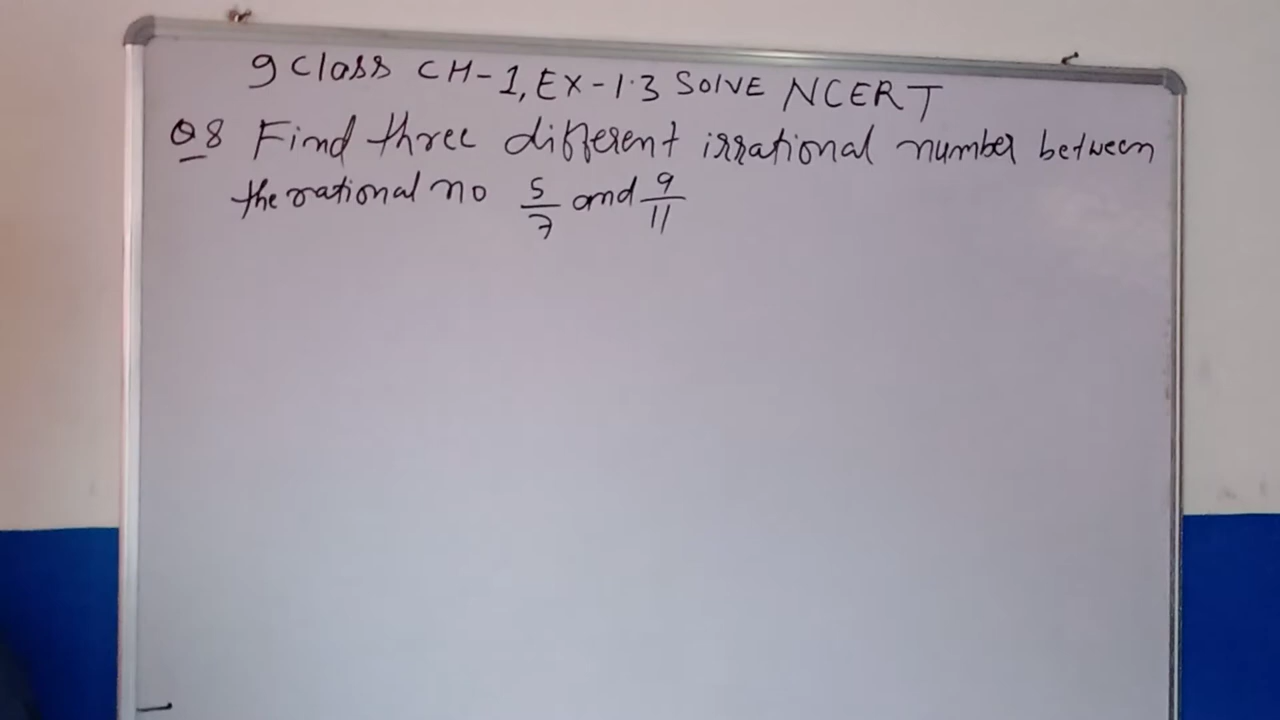 9 Class CH-1, EX-1.3 SOLVE NCERT
Q8 Find three different irrational number between
the rational no 5/7 and 9/11